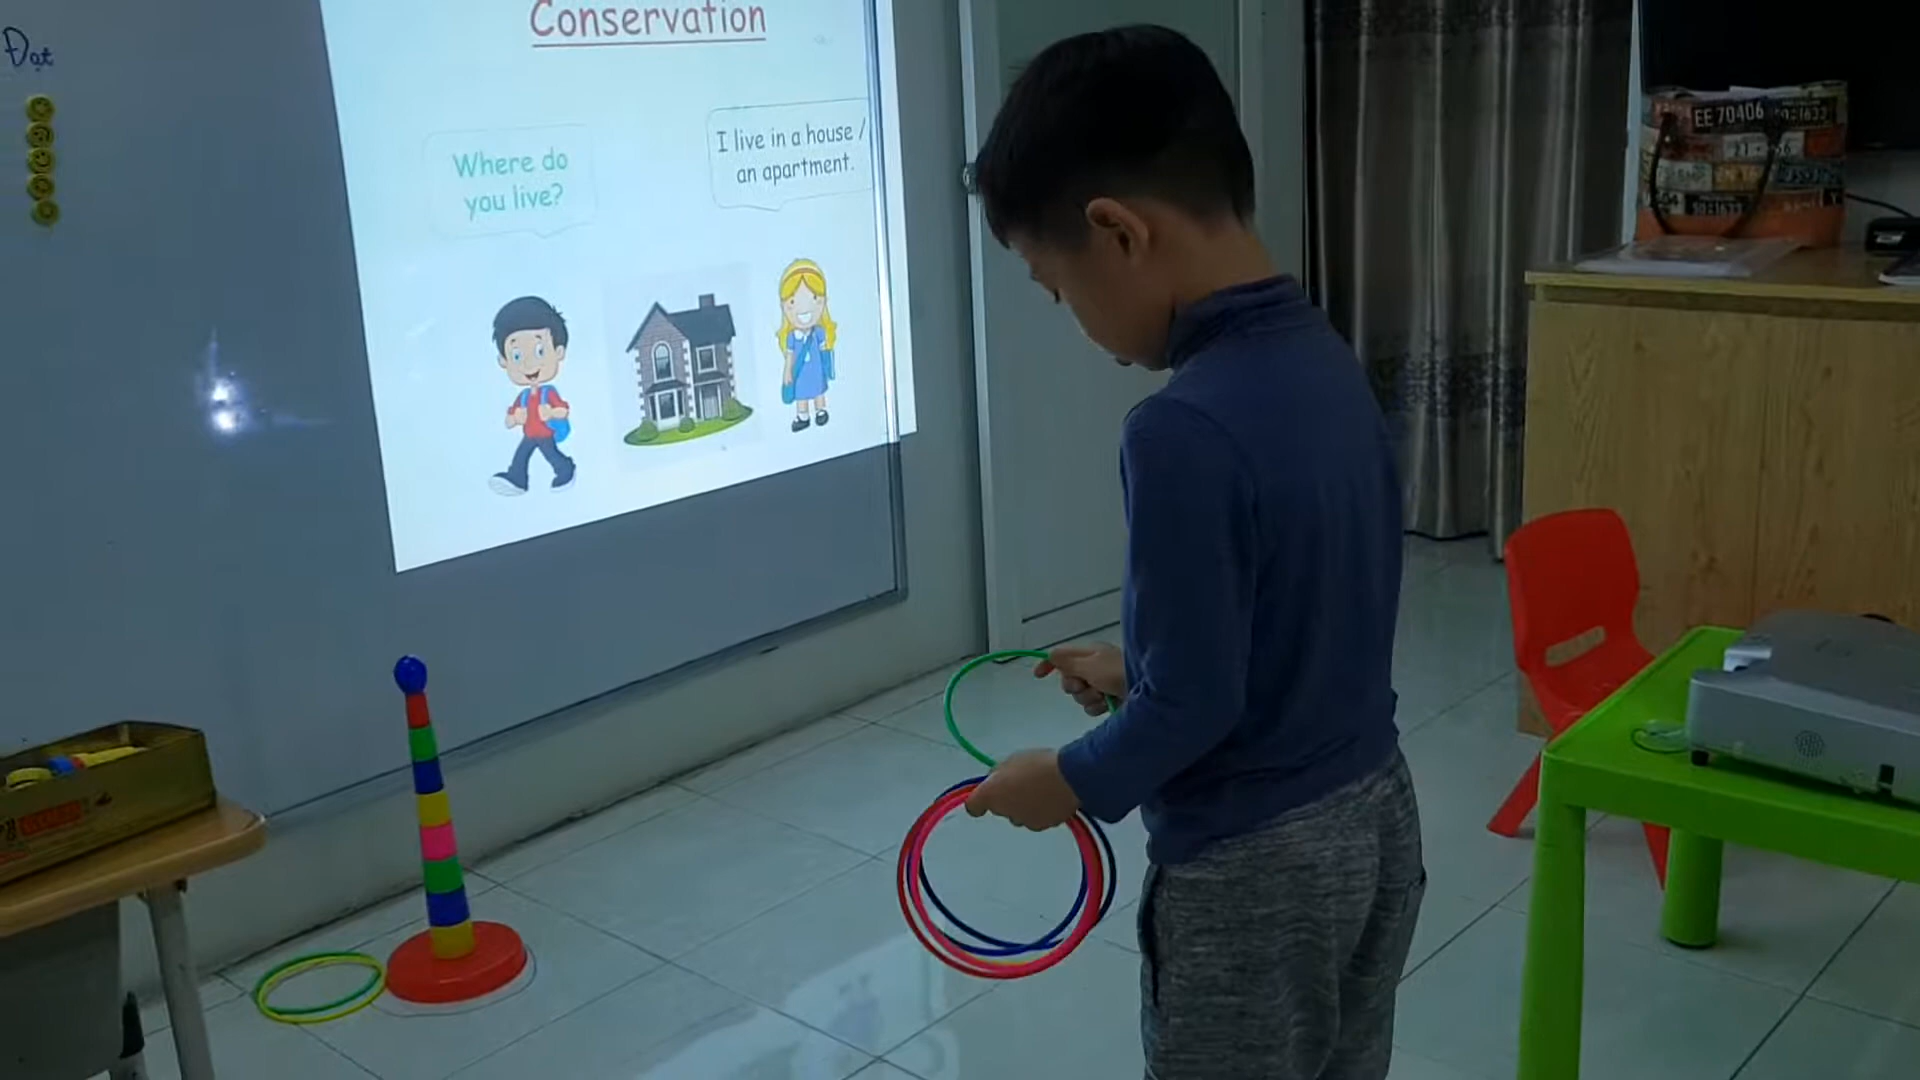 Đạt
Conservation
Where do
you live?
I live in a house /
an apartment.
EE 70406